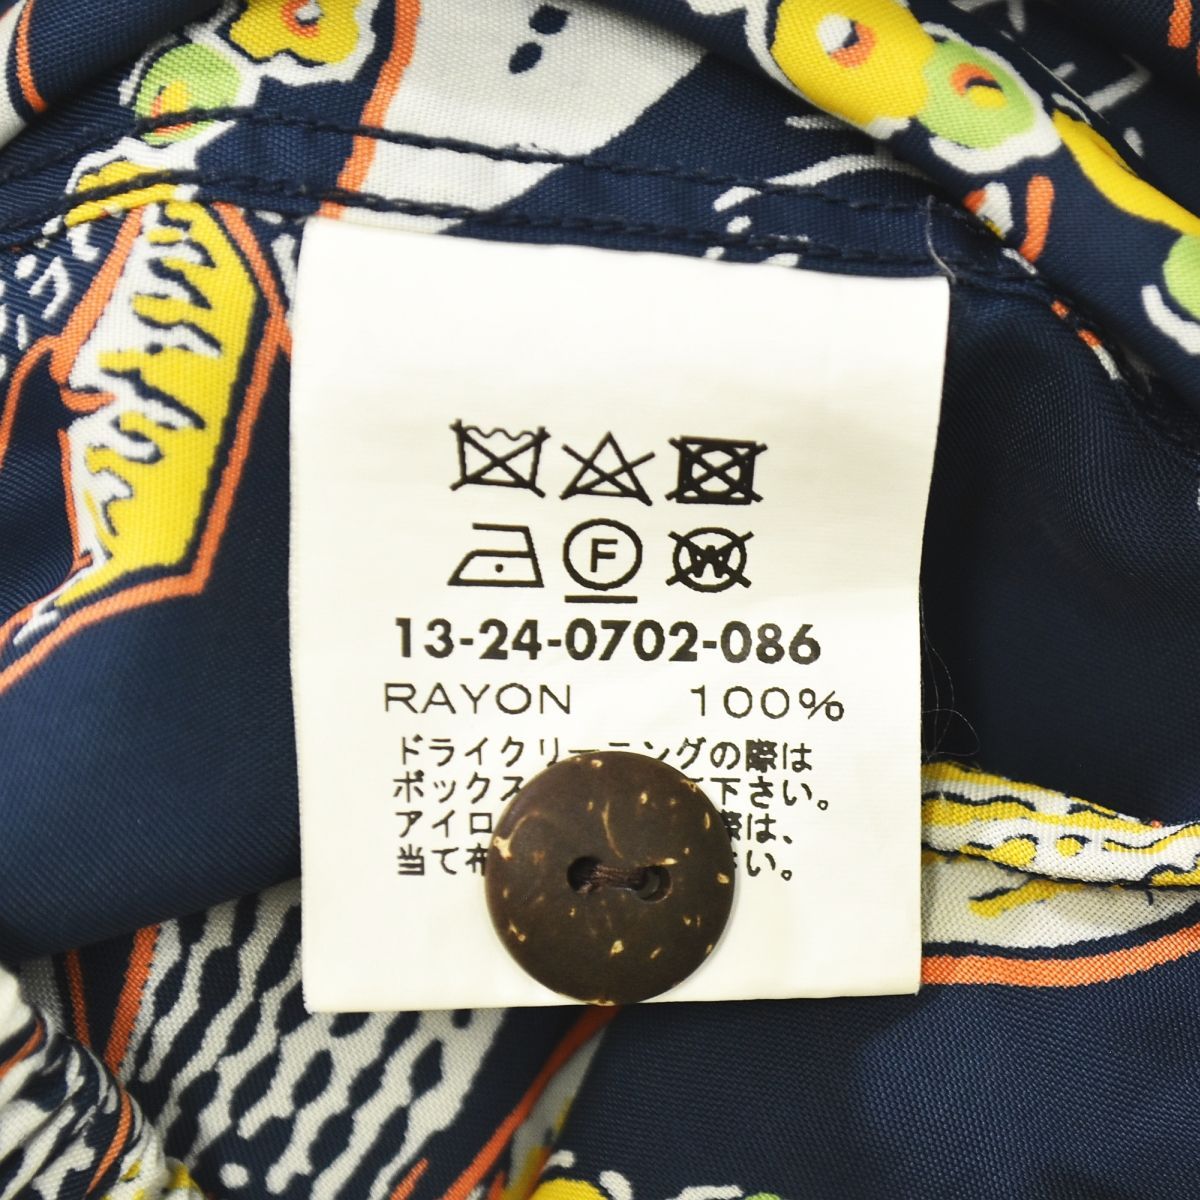 F W
13-24-0702-086
RAYON 100%
ドライクリーニングの際は
ボックス 下さい。
アイロ 際は、
当て布 さい。